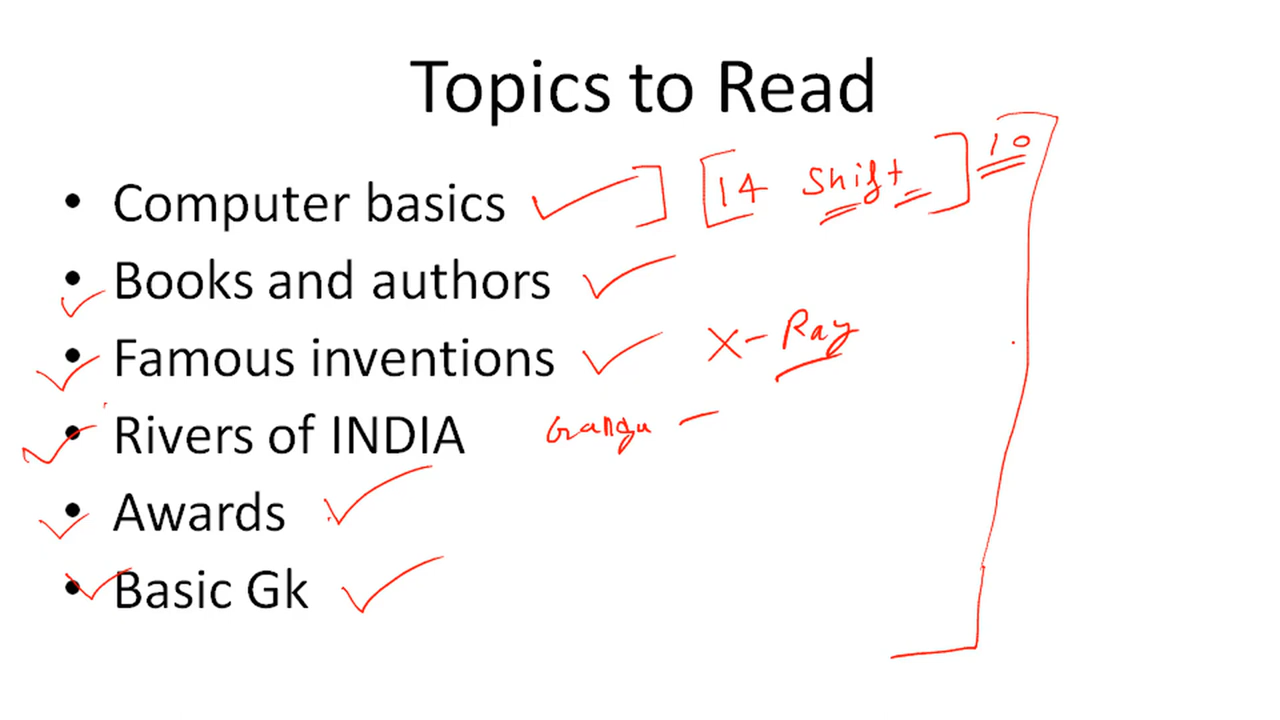 Topics to Read
• Computer basics [14 Shift] 10
• Books and authors
• Famous inventions X-Ray
• Rivers of INDIA
• Awards
• Basic Gk